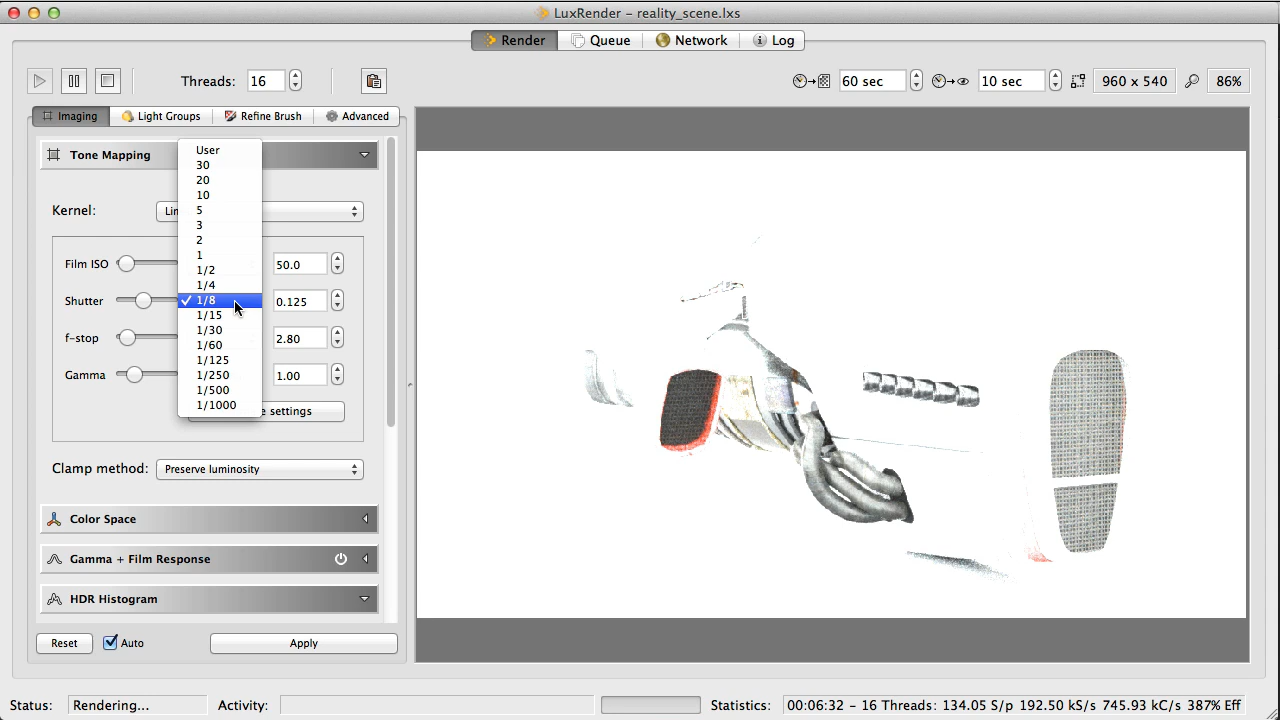 LuxRender – reality_scene.lxs
Render Queue Network Log
Threads: 16 60 sec 10 sec 960 x 540 86%
Imaging Light Groups Refine Brush Advanced
Tone Mapping
User
30
20
10
Kernel: Lin
5
3
2
1
Film ISO 50.0
1/2
1/4
Shutter 1/8 0.125
1/15
1/30
f-stop 2.80
1/60
1/125
Gamma 1/250 1.00
1/500
1/1000
settings
Clamp method: Preserve luminosity
Color Space
Gamma + Film Response
HDR Histogram
Reset Auto Apply
Status: Rendering... Activity: Statistics: 00:06:32 – 16 Threads: 134.05 S/p 192.50 kS/s 745.93 kC/s 387% Eff